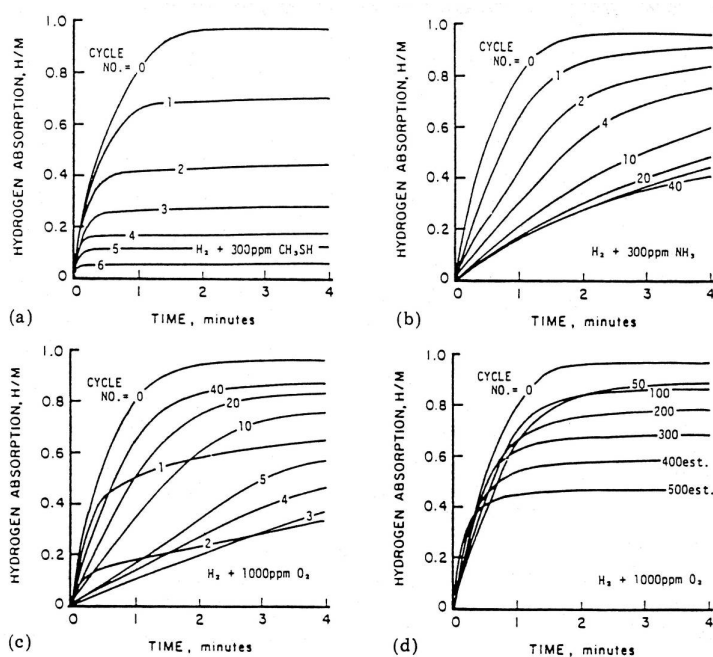 (a)
HYDROGEN ABSORPTION, H/M
1.0
0.8
0.6
0.4
0.2
0
CYCLE
NO.= 0
1
2
3
4
5
6
H₂ + 300ppm CH₃SH
0
1
2
3
4
TIME, minutes
(b)
HYDROGEN ABSORPTION, H/M
1.0
0.8
0.6
0.4
0.2
0
CYCLE
NO.= 0
1
2
4
10
20
40
H₂ + 300ppm NH₃
0
1
2
3
4
TIME, minutes
(c)
HYDROGEN ABSORPTION, H/M
1.0
0.8
0.6
0.4
0.2
0
CYCLE
NO.= 0
40
20
10
1
5
4
3
2
H₂ + 1000ppm O₂
0
1
2
3
4
TIME, minutes
(d)
HYDROGEN ABSORPTION, H/M
1.0
0.8
0.6
0.4
0.2
0
CYCLE
NO.= 0
50
100
200
300
400est.
500est.
H₂ + 1000ppm O₂
0
1
2
3
4
TIME, minutes